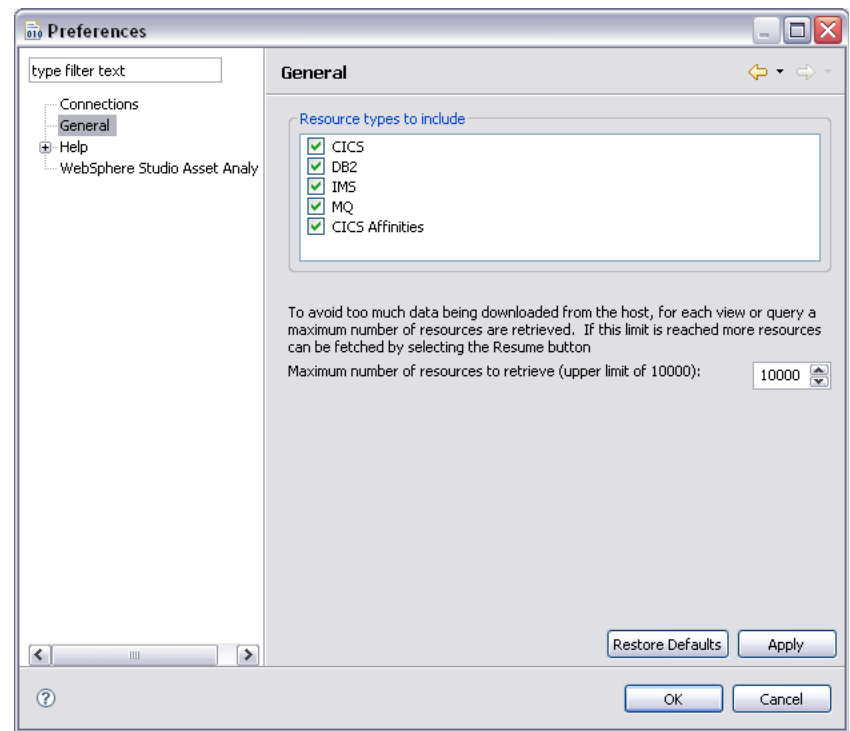 Preferences
type filter text
General
Connections
General
Help
WebSphere Studio Asset Analy
Resource types to include
CICS
DB2
IMS
MQ
CICS Affinities
To avoid too much data being downloaded from the host, for each view or query a
maximum number of resources are retrieved. If this limit is reached more resources
can be fetched by selecting the Resume button
Maximum number of resources to retrieve (upper limit of 10000): 10000
Restore Defaults Apply
OK Cancel